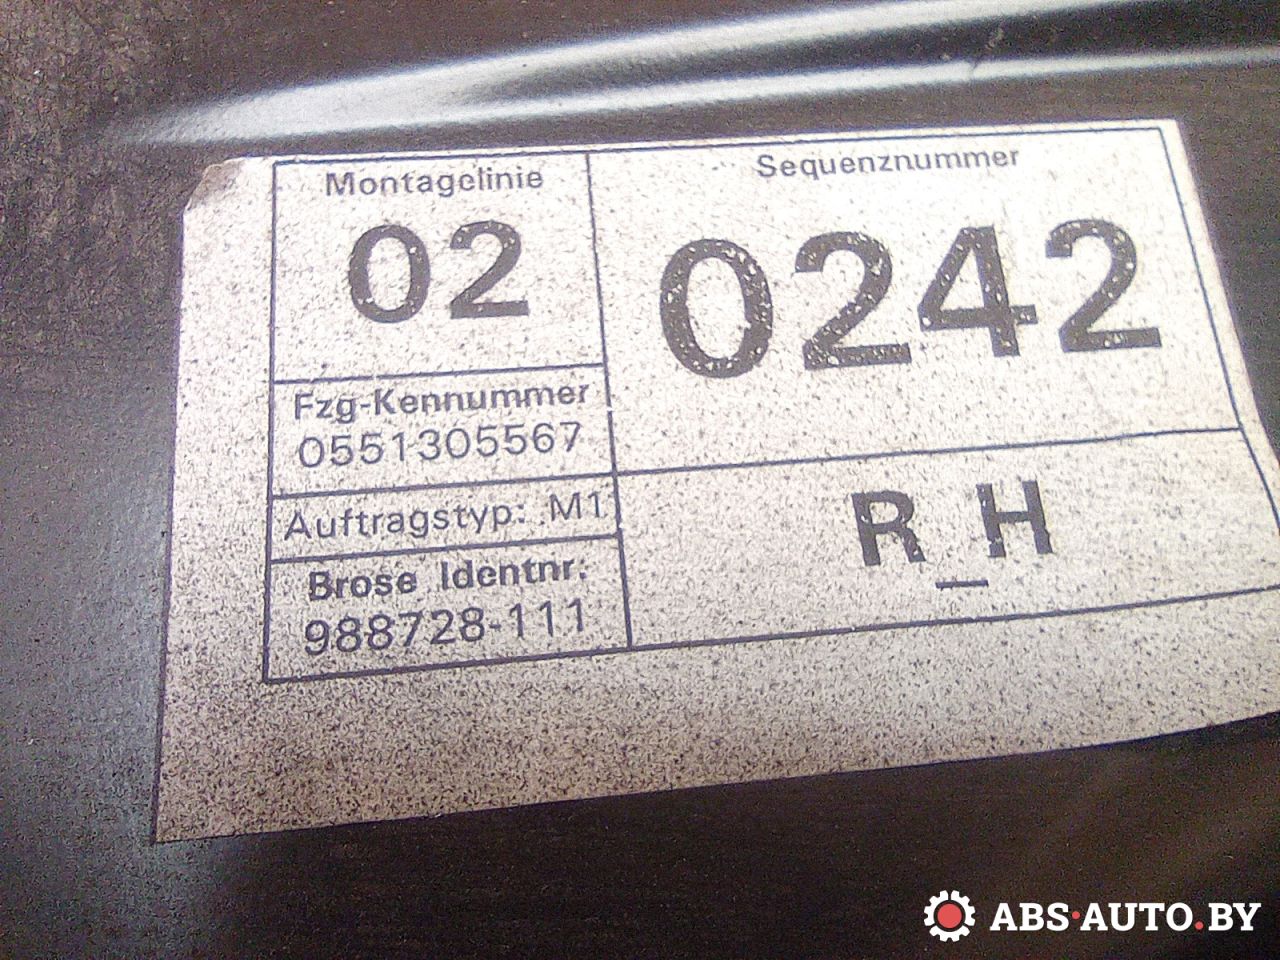 Montagelinie
02
Sequenznummer
0242
Fzg-Kennummer
0551305567
Auftragstyp: M1
Brose Identnr:
988728-111
R_H
ABS·AUTO.BY